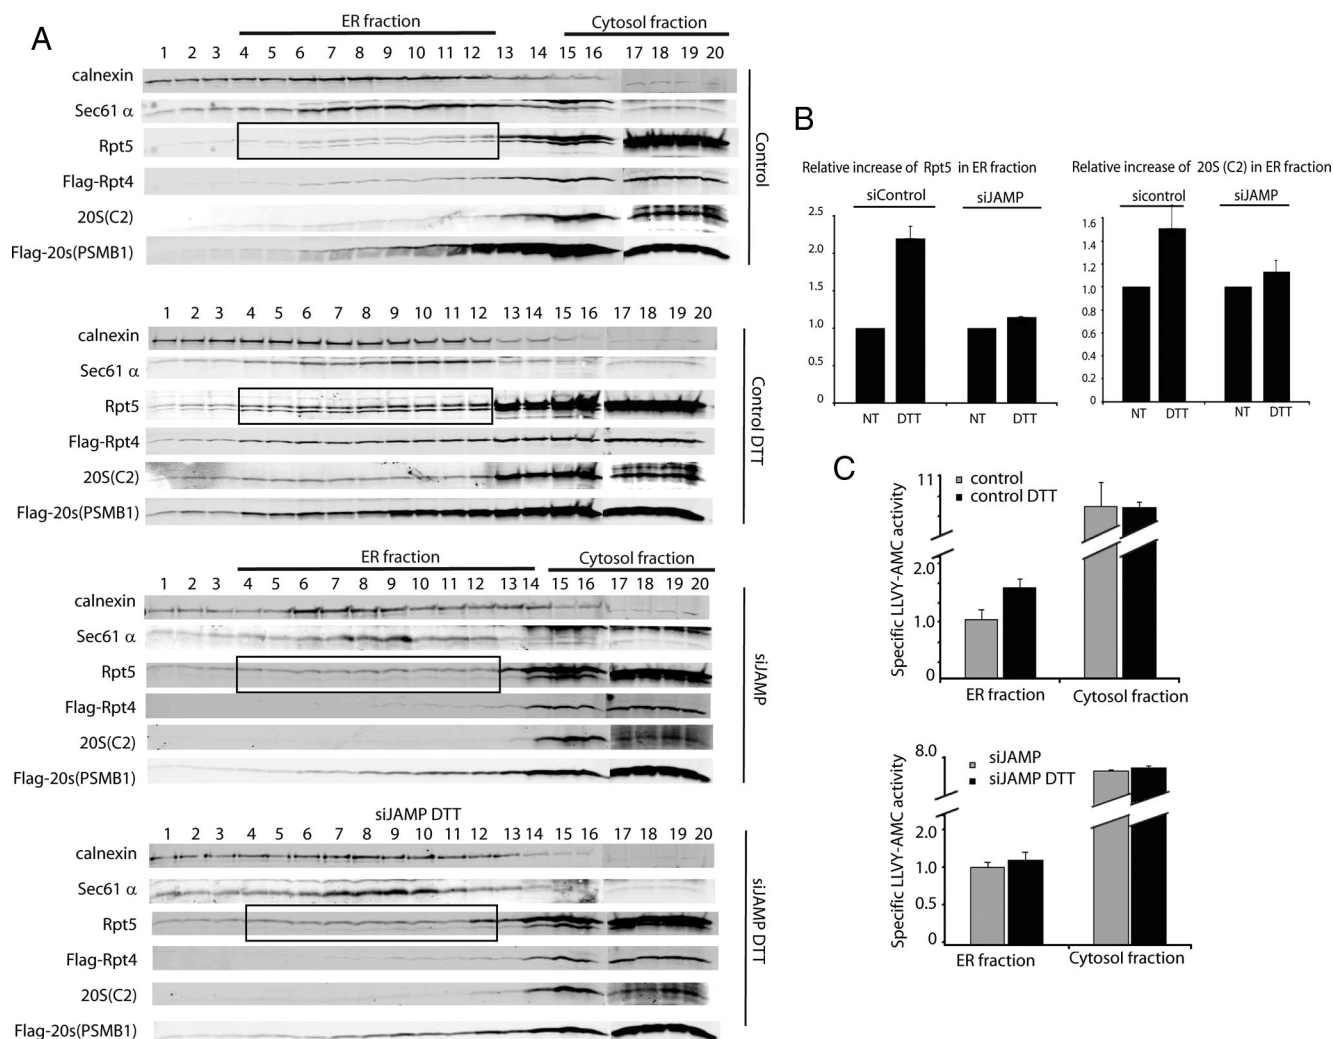 A
ER fraction
Cytosol fraction
1 2 3 4 5 6 7 8 9 10 11 12 13 14 15 16 17 18 19 20
calnexin
Sec61 α
Rpt5
Flag-Rpt4
20S(C2)
Flag-20s(PSMB1)
Control
1 2 3 4 5 6 7 8 9 10 11 12 13 14 15 16 17 18 19 20
calnexin
Sec61 α
Rpt5
Flag-Rpt4
20S(C2)
Flag-20s(PSMB1)
Control DTT
ER fraction
Cytosol fraction
1 2 3 4 5 6 7 8 9 10 11 12 13 14 15 16 17 18 19 20
calnexin
Sec61 α
Rpt5
Flag-Rpt4
20S(C2)
Flag-20s(PSMB1)
siJAMP
siJAMP DTT
1 2 3 4 5 6 7 8 9 10 11 12 13 14 15 16 17 18 19 20
calnexin
Sec61 α
Rpt5
Flag-Rpt4
20S(C2)
Flag-20s(PSMB1)
siJAMP DTT
B
Relative increase of Rpt5 in ER fraction
siControl siJAMP
2.5
2.0
1.5
1.0
0.5
0
NT DTT NT DTT
Relative increase of 20S (C2) in ER fraction
sicontrol siJAMP
1.6
1.4
1.2
1.0
0.8
0.6
0.4
0.2
0
NT DTT NT DTT
C
Specific LLVY-AMC activity
control
control DTT
11
2.0
1.0
0
ER fraction Cytosol fraction
Specific LLVY-AMC activity
siJAMP
siJAMP DTT
8.0
2.0
1.0
0.5
0
ER fraction Cytosol fraction